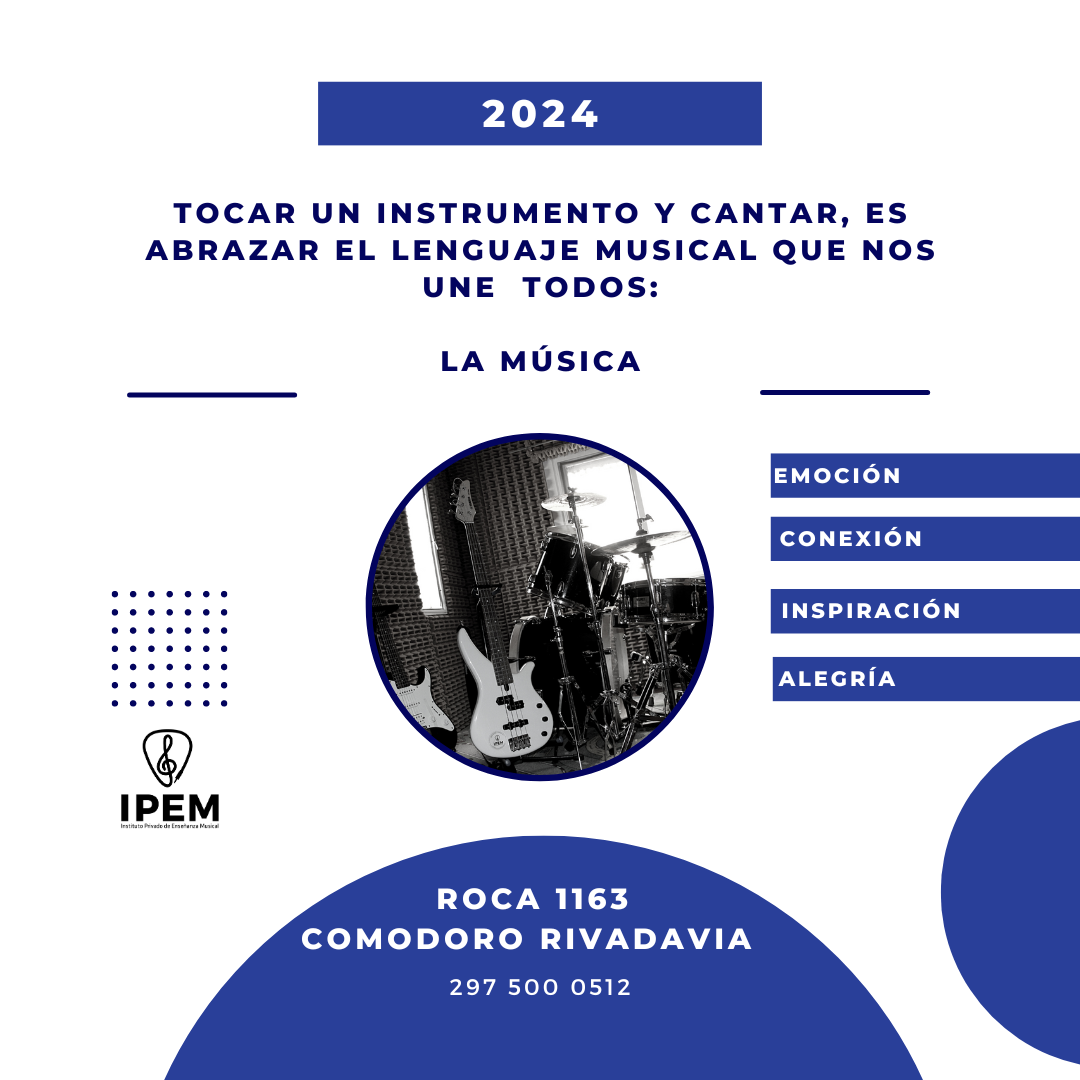 2024
TOCAR UN INSTRUMENTO Y CANTAR, ES
ABRAZAR EL LENGUAJE MUSICAL QUE NOS
UNE  TODOS:
LA MÚSICA
EMOCIÓN
CONEXIÓN
INSPIRACIÓN
ALEGRÍA
IPEM
Instituto Privado de Enseñanza Musical
ROCA 1163
COMODORO RIVADAVIA
297 500 0512